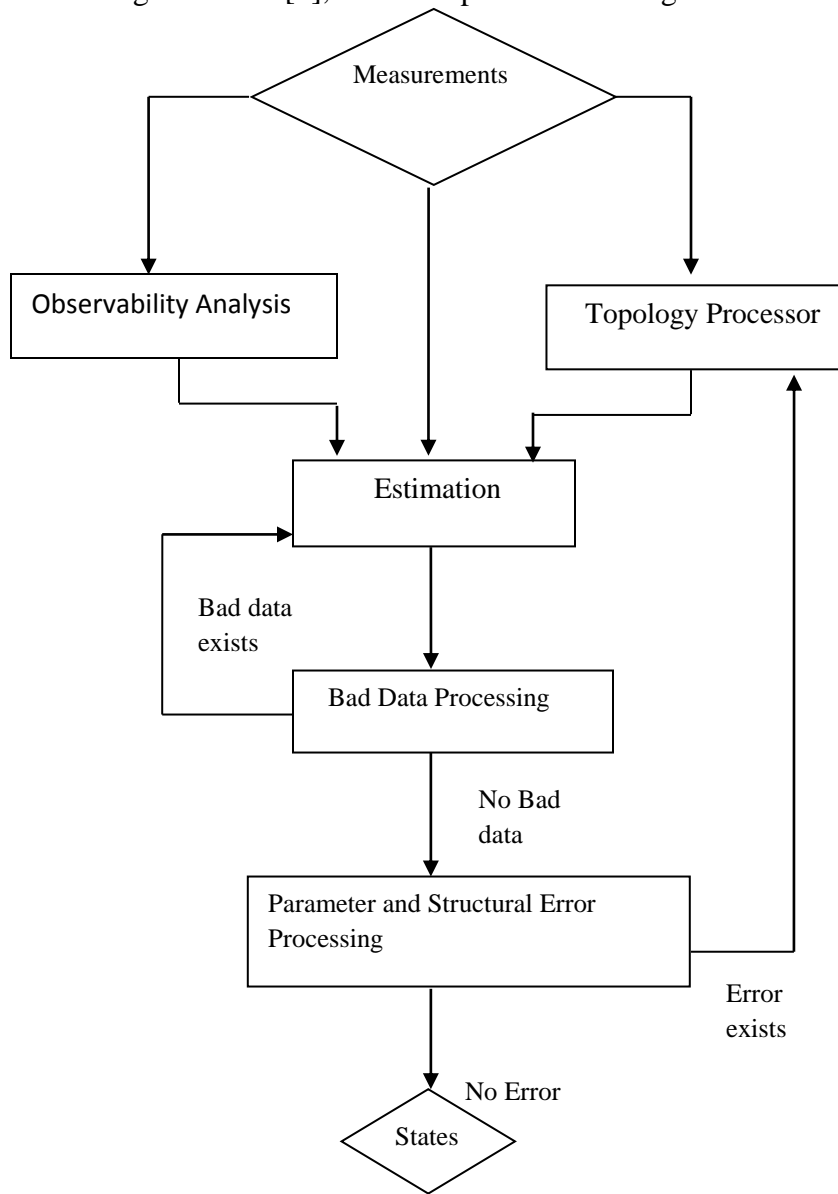 Measurements
Observability Analysis
Topology Processor
Estimation
Bad data
exists
Bad Data Processing
No Bad
data
Parameter and Structural Error
Processing
Error
exists
No Error
States